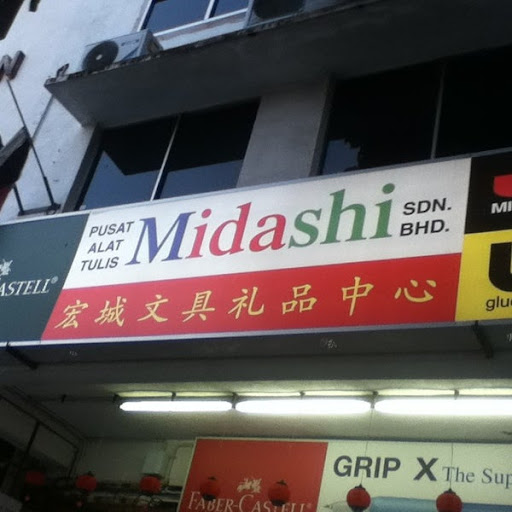 PUSAT
ALAT
TULIS
Midashi
SDN.
BHD.
宏城文具礼品中心
GRIP X The Sup
FABER-CASTELL